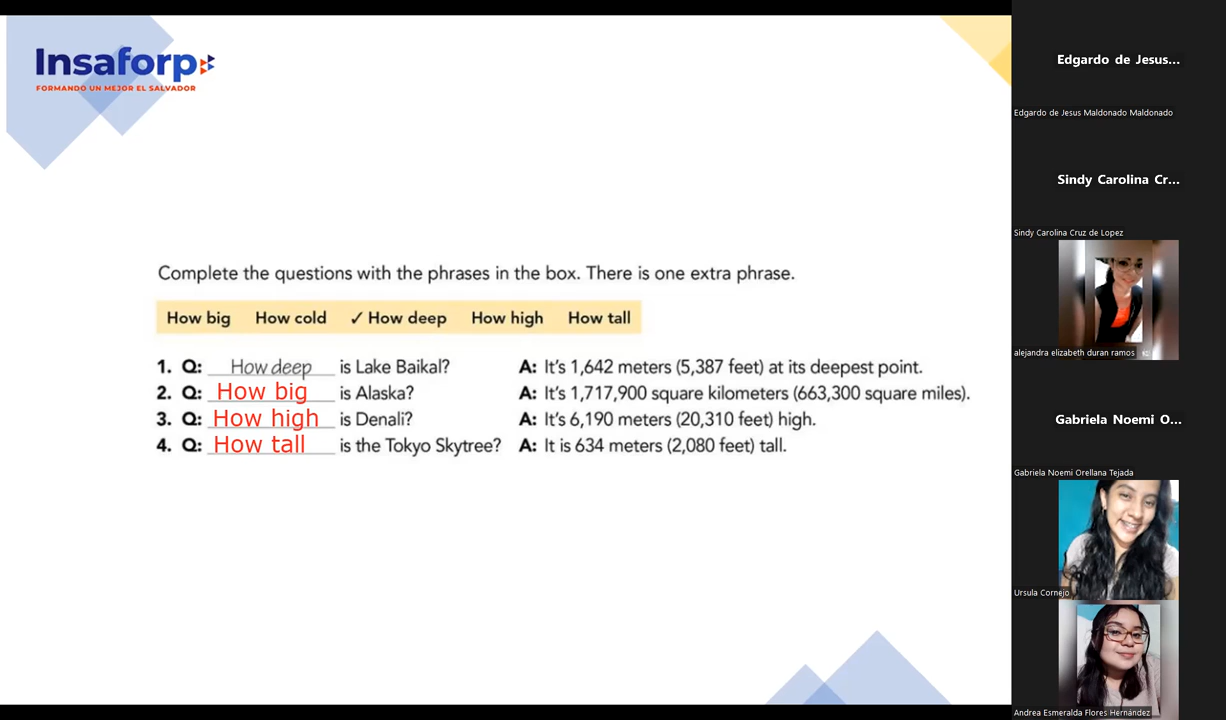 Insaforp
FORMANDO UN MEJOR EL SALVADOR
Complete the questions with the phrases in the box. There is one extra phrase.
How big How cold ✓ How deep How high How tall
1. Q: How deep is Lake Baikal? A: It's 1,642 meters (5,387 feet) at its deepest point.
2. Q: How big is Alaska? A: It's 1,717,900 square kilometers (663,300 square miles).
3. Q: How high is Denali? A: It's 6,190 meters (20,310 feet) high.
4. Q: How tall is the Tokyo Skytree? A: It is 634 meters (2,080 feet) tall.
Edgardo de Jesus...
Edgardo de Jesus Maldonado Maldonado
Sindy Carolina Cr...
Sindy Carolina Cruz de Lopez
alejandra elizabeth duran ramos
Gabriela Noemi O...
Gabriela Noemi Orellana Tejada
Ursula Cornejo
Andrea Esmeralda Flores Hernández